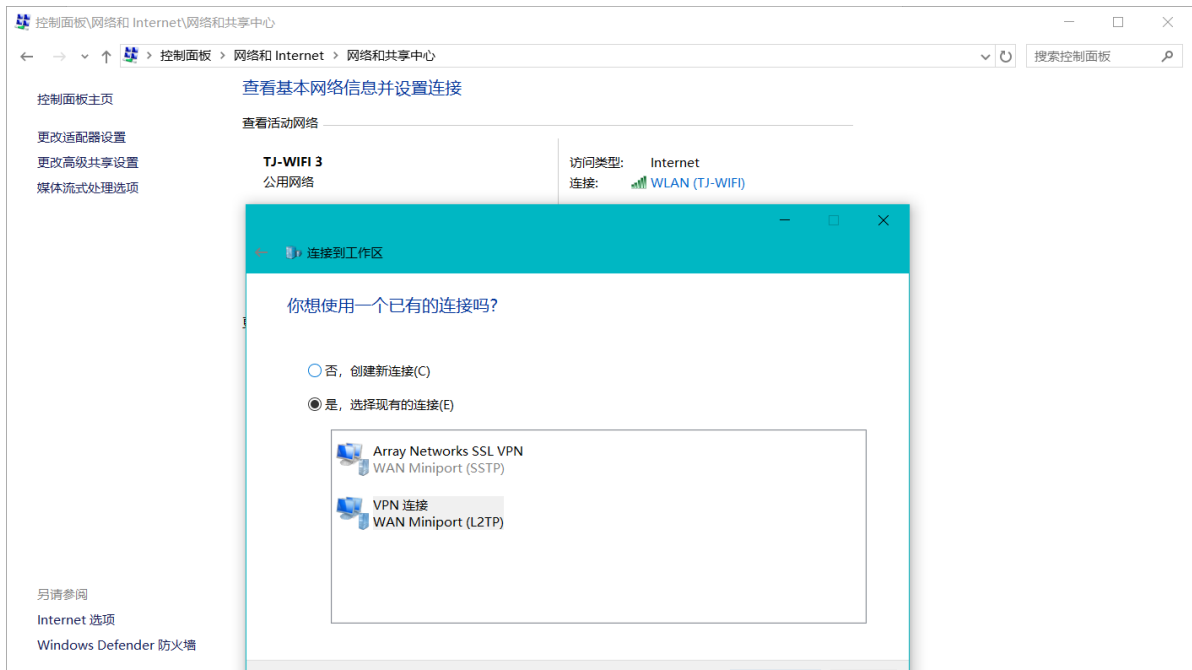 控制面板\网络和 Internet\网络和共享中心
控制面板 > 网络和 Internet > 网络和共享中心
搜索控制面板
控制面板主页
更改适配器设置
更改高级共享设置
媒体流式处理选项
查看基本网络信息并设置连接
查看活动网络
TJ-WIFI 3
公用网络
访问类型: Internet
连接: WLAN (TJ-WIFI)
连接到工作区
你想使用一个已有的连接吗?
否，创建新连接(C)
是，选择现有的连接(E)
Array Networks SSL VPN
WAN Miniport (SSTP)
VPN 连接
WAN Miniport (L2TP)
另请参阅
Internet 选项
Windows Defender 防火墙